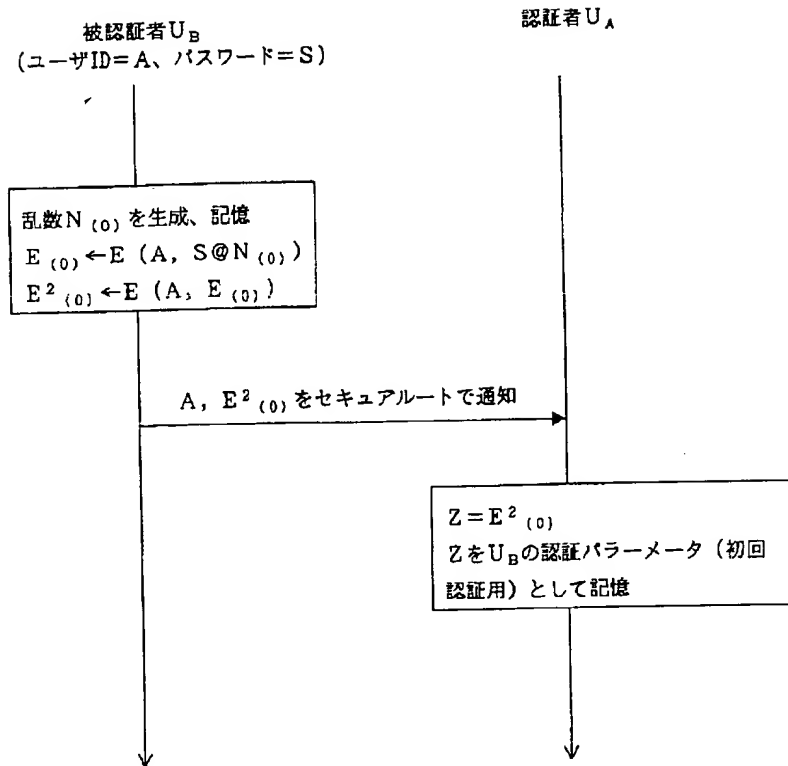 被認証者U_B
(ユーザID=A、パスワード=S)
認証者U_A
乱数N_(0)を生成、記憶
E_(0)←E(A, S@N_(0))
E²_(0)←E(A, E_(0))
A, E²_(0)をセキュアルートで通知
Z=E²_(0)
ZをU_Bの認証パラーメータ(初回
認証用)として記憶